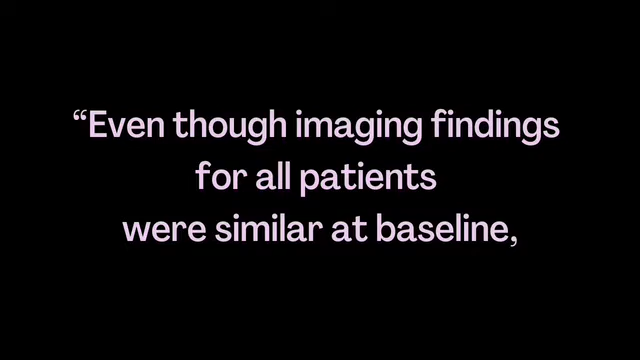 “Even though imaging findings
for all patients
were similar at baseline,